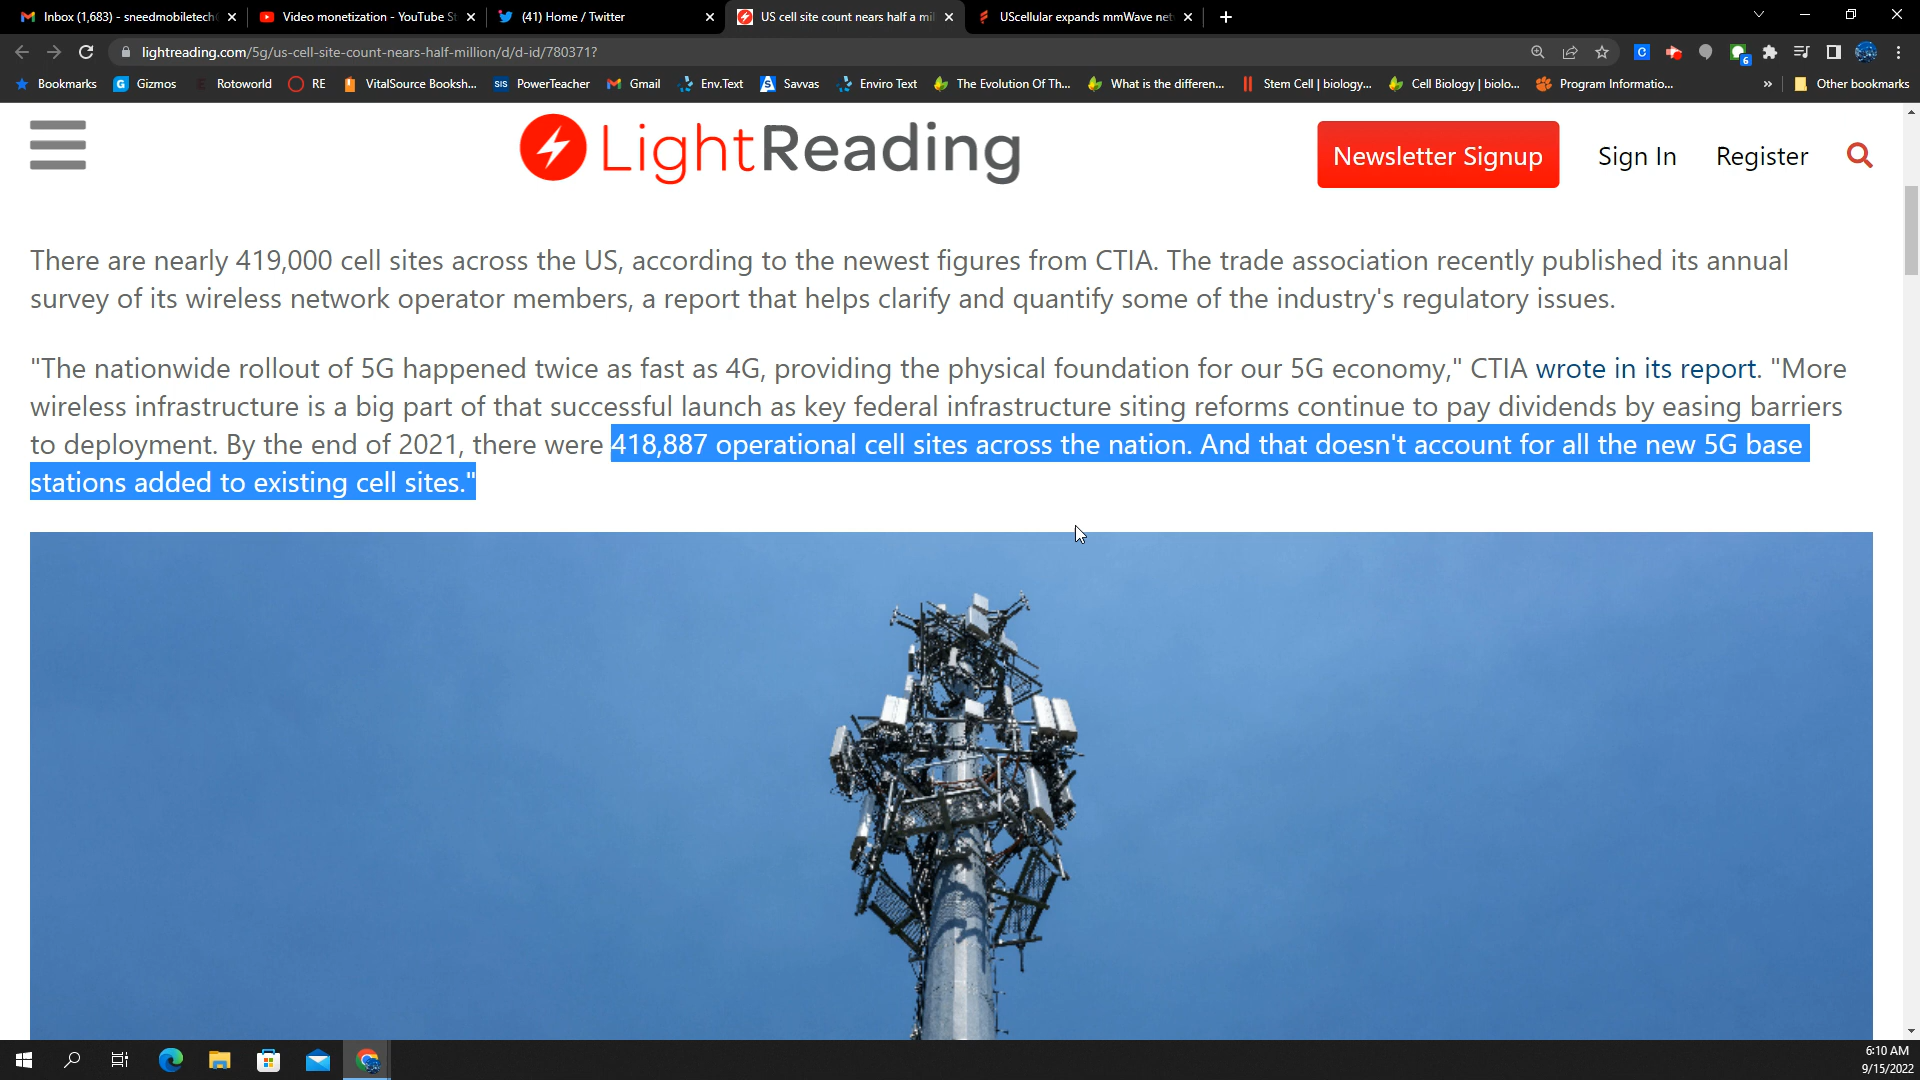 Inbox (1,683) - sneedmobiletech
Video monetization - YouTube St
(41) Home / Twitter
US cell site count nears half a mil
UScellular expands mmWave net
lightreading.com/5g/us-cell-site-count-nears-half-million/d/d-id/780371?
6
Bookmarks
Gizmos
Rotoworld
RE
VitalSource Booksh...
SIS PowerTeacher
Gmail
Env.Text
Savvas
Enviro Text
The Evolution Of Th...
What is the differen...
Stem Cell | biology...
Cell Biology | biolo...
Program Informatio...
»
Other bookmarks
LightReading
Newsletter Signup
Sign In
Register
There are nearly 419,000 cell sites across the US, according to the newest figures from CTIA. The trade association recently published its annual
survey of its wireless network operator members, a report that helps clarify and quantify some of the industry's regulatory issues.
"The nationwide rollout of 5G happened twice as fast as 4G, providing the physical foundation for our 5G economy," CTIA wrote in its report. "More
wireless infrastructure is a big part of that successful launch as key federal infrastructure siting reforms continue to pay dividends by easing barriers
to deployment. By the end of 2021, there were 418,887 operational cell sites across the nation. And that doesn't account for all the new 5G base
stations added to existing cell sites."
6:10 AM
9/15/2022